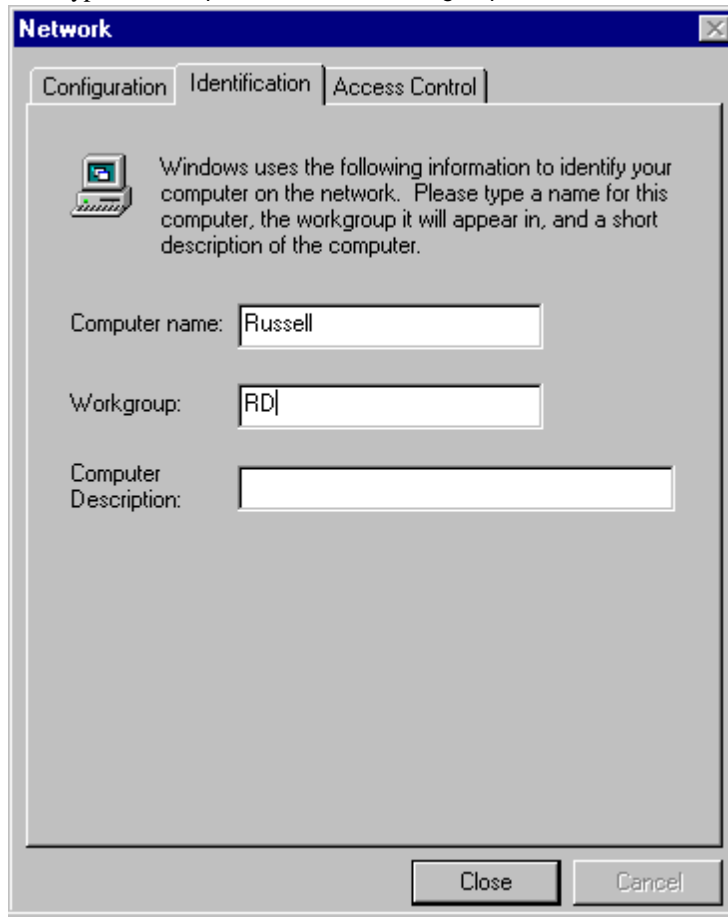 Network
Configuration Identification Access Control
Windows uses the following information to identify your
computer on the network. Please type a name for this
computer, the workgroup it will appear in, and a short
description of the computer.
Computer name: Russell
Workgroup: RD
Computer
Description:
Close Cancel